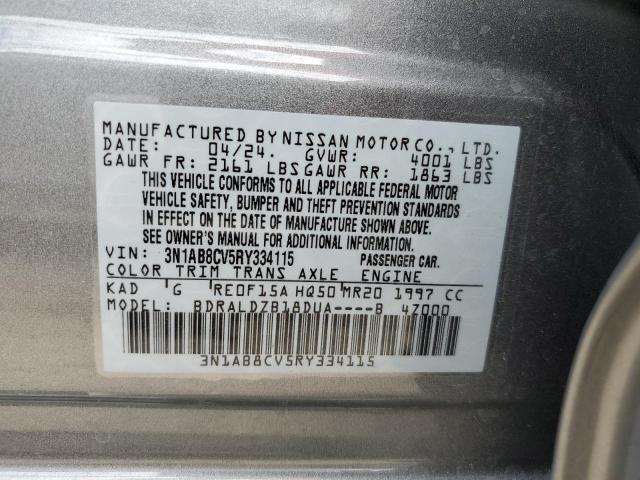 MANUFACTURED BY NISSAN MOTOR CO., LTD.
DATE: 04/24. GVWR: 4001 LBS
GAWR FR: 2161 LBS GAWR RR: 1863 LBS
THIS VEHICLE CONFORMS TO ALL APPLICABLE FEDERAL MOTOR
VEHICLE SAFETY, BUMPER AND THEFT PREVENTION STANDARDS
IN EFFECT ON THE DATE OF MANUFACTURE SHOWN ABOVE.
SEE OWNER'S MANUAL FOR ADDITIONAL INFORMATION.
VIN: 3N1AB8CV5RY334115 PASSENGER CAR.
COLOR TRIM TRANS AXLE ENGINE
KAD G RE0F15A HQ50 MR20 1997 CC
MODEL: BDRALDZB18DUA----B 4Z000
3N1AB8CV5RY334115